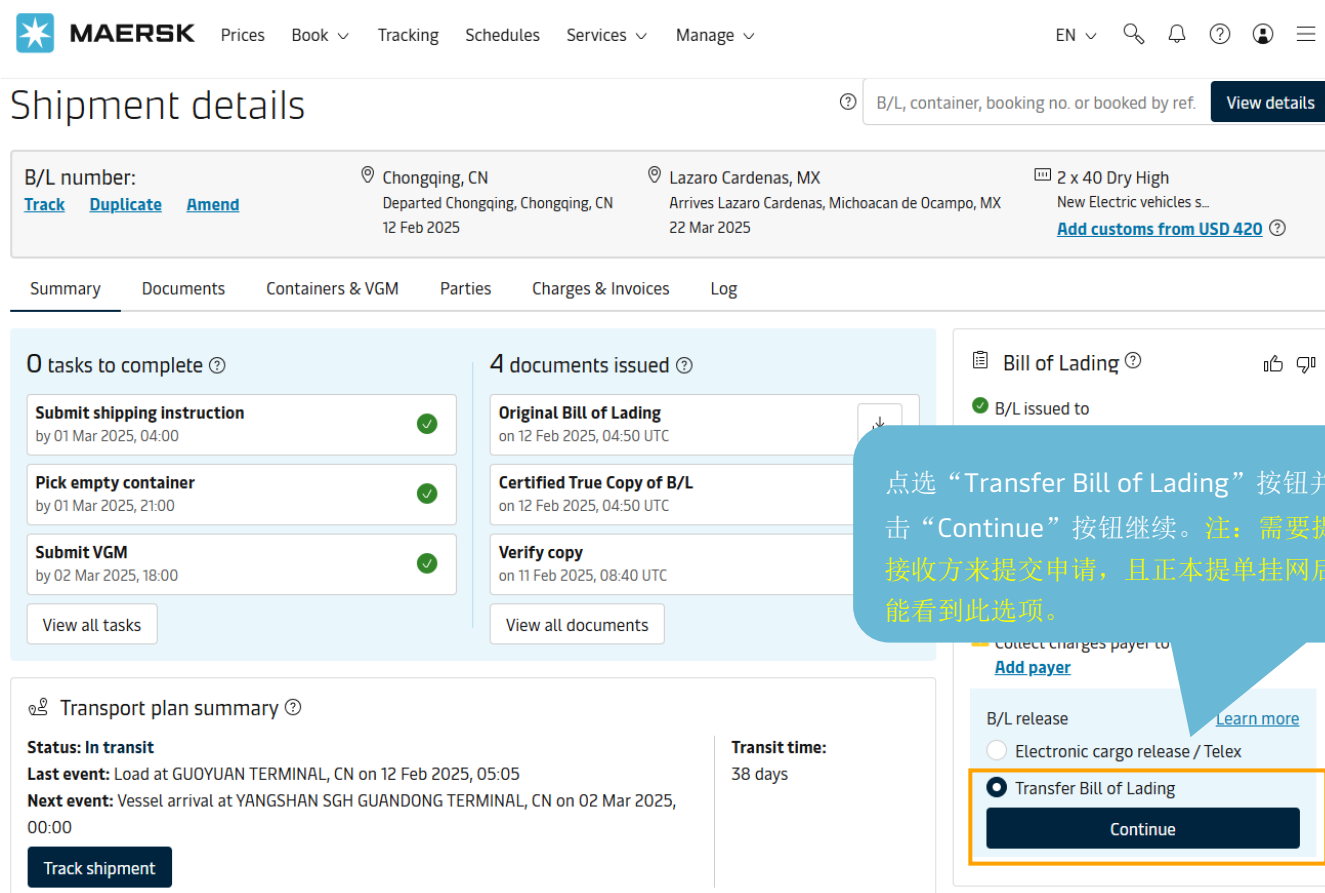 MAERSK
Prices Book Tracking Schedules Services Manage EN
Shipment details
B/L, container, booking no. or booked by ref. View details
B/L number:
Track Duplicate Amend
Chongqing, CN
Departed Chongqing, Chongqing, CN
12 Feb 2025
Lazaro Cardenas, MX
Arrives Lazaro Cardenas, Michoacan de Ocampo, MX
22 Mar 2025
2 x 40 Dry High
New Electric vehicles s...
Add customs from USD 420
Summary Documents Containers & VGM Parties Charges & Invoices Log
0 tasks to complete
Submit shipping instruction
by 01 Mar 2025, 04:00
Pick empty container
by 01 Mar 2025, 21:00
Submit VGM
by 02 Mar 2025, 18:00
View all tasks
4 documents issued
Original Bill of Lading
on 12 Feb 2025, 04:50 UTC
Certified True Copy of B/L
on 12 Feb 2025, 04:50 UTC
Verify copy
on 11 Feb 2025, 08:40 UTC
View all documents
Transport plan summary
Status: In transit
Last event: Load at GUOYUAN TERMINAL, CN on 12 Feb 2025, 05:05
Next event: Vessel arrival at YANGSHAN SGH GUANDONG TERMINAL, CN on 02 Mar 2025,
00:00
Track shipment
Transit time:
38 days
Bill of Lading
B/L issued to
点选“Transfer Bill of Lading”按钮并
击“Continue”按钮继续。注：需要提
接收方来提交申请，且正本提单挂网后
能看到此选项。
Collect charges payer to
Add payer
B/L release Learn more
Electronic cargo release / Telex
Transfer Bill of Lading
Continue